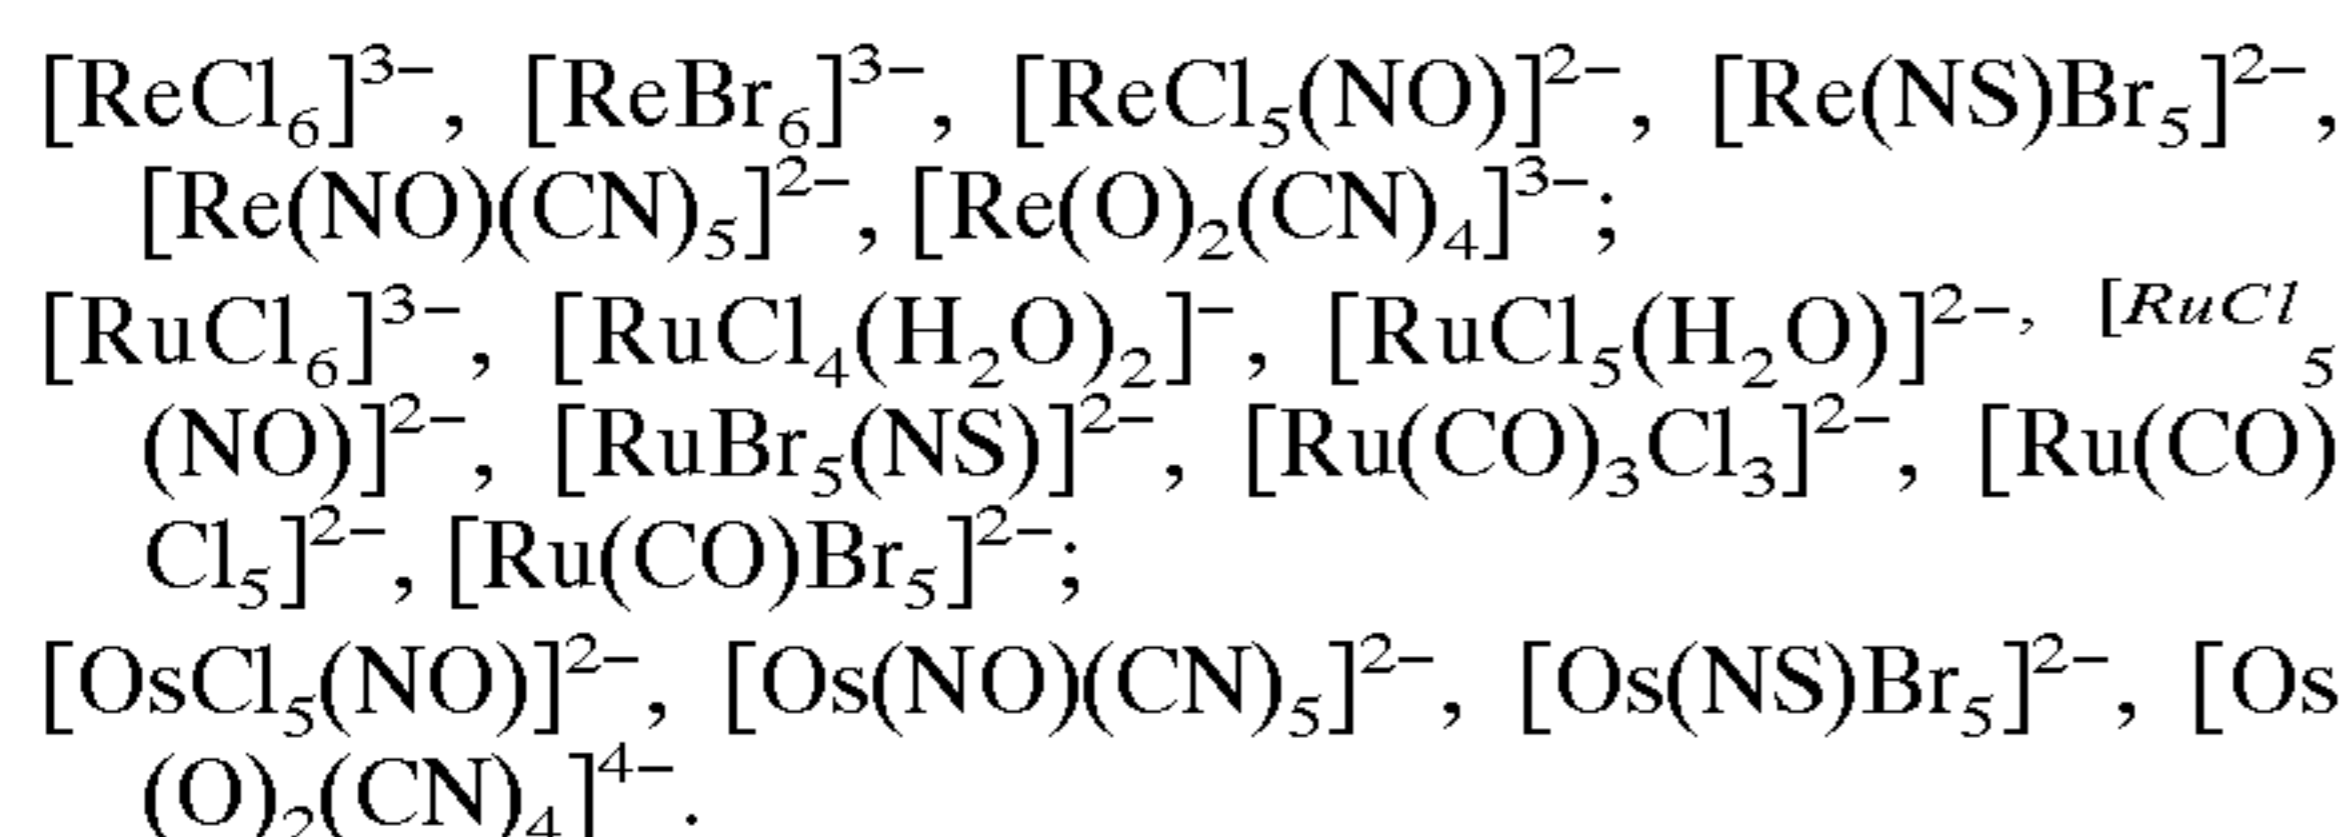 [ReCl₆]³⁻, [ReBr₆]³⁻, [ReCl₅(NO)]²⁻, [Re(NS)Br₅]²⁻,
[Re(NO)(CN)₅]²⁻, [Re(O)₂(CN)₄]³⁻;
[RuCl₆]³⁻, [RuCl₄(H₂O)₂]⁻, [RuCl₅(H₂O)]²⁻, [RuCl₅
(NO)]²⁻, [RuBr₅(NS)]²⁻, [Ru(CO)₃Cl₃]²⁻, [Ru(CO)
Cl₅]²⁻, [Ru(CO)Br₅]²⁻;
[OsCl₅(NO)]²⁻, [Os(NO)(CN)₅]²⁻, [Os(NS)Br₅]²⁻, [Os
(O)₂(CN)₄]⁴⁻.